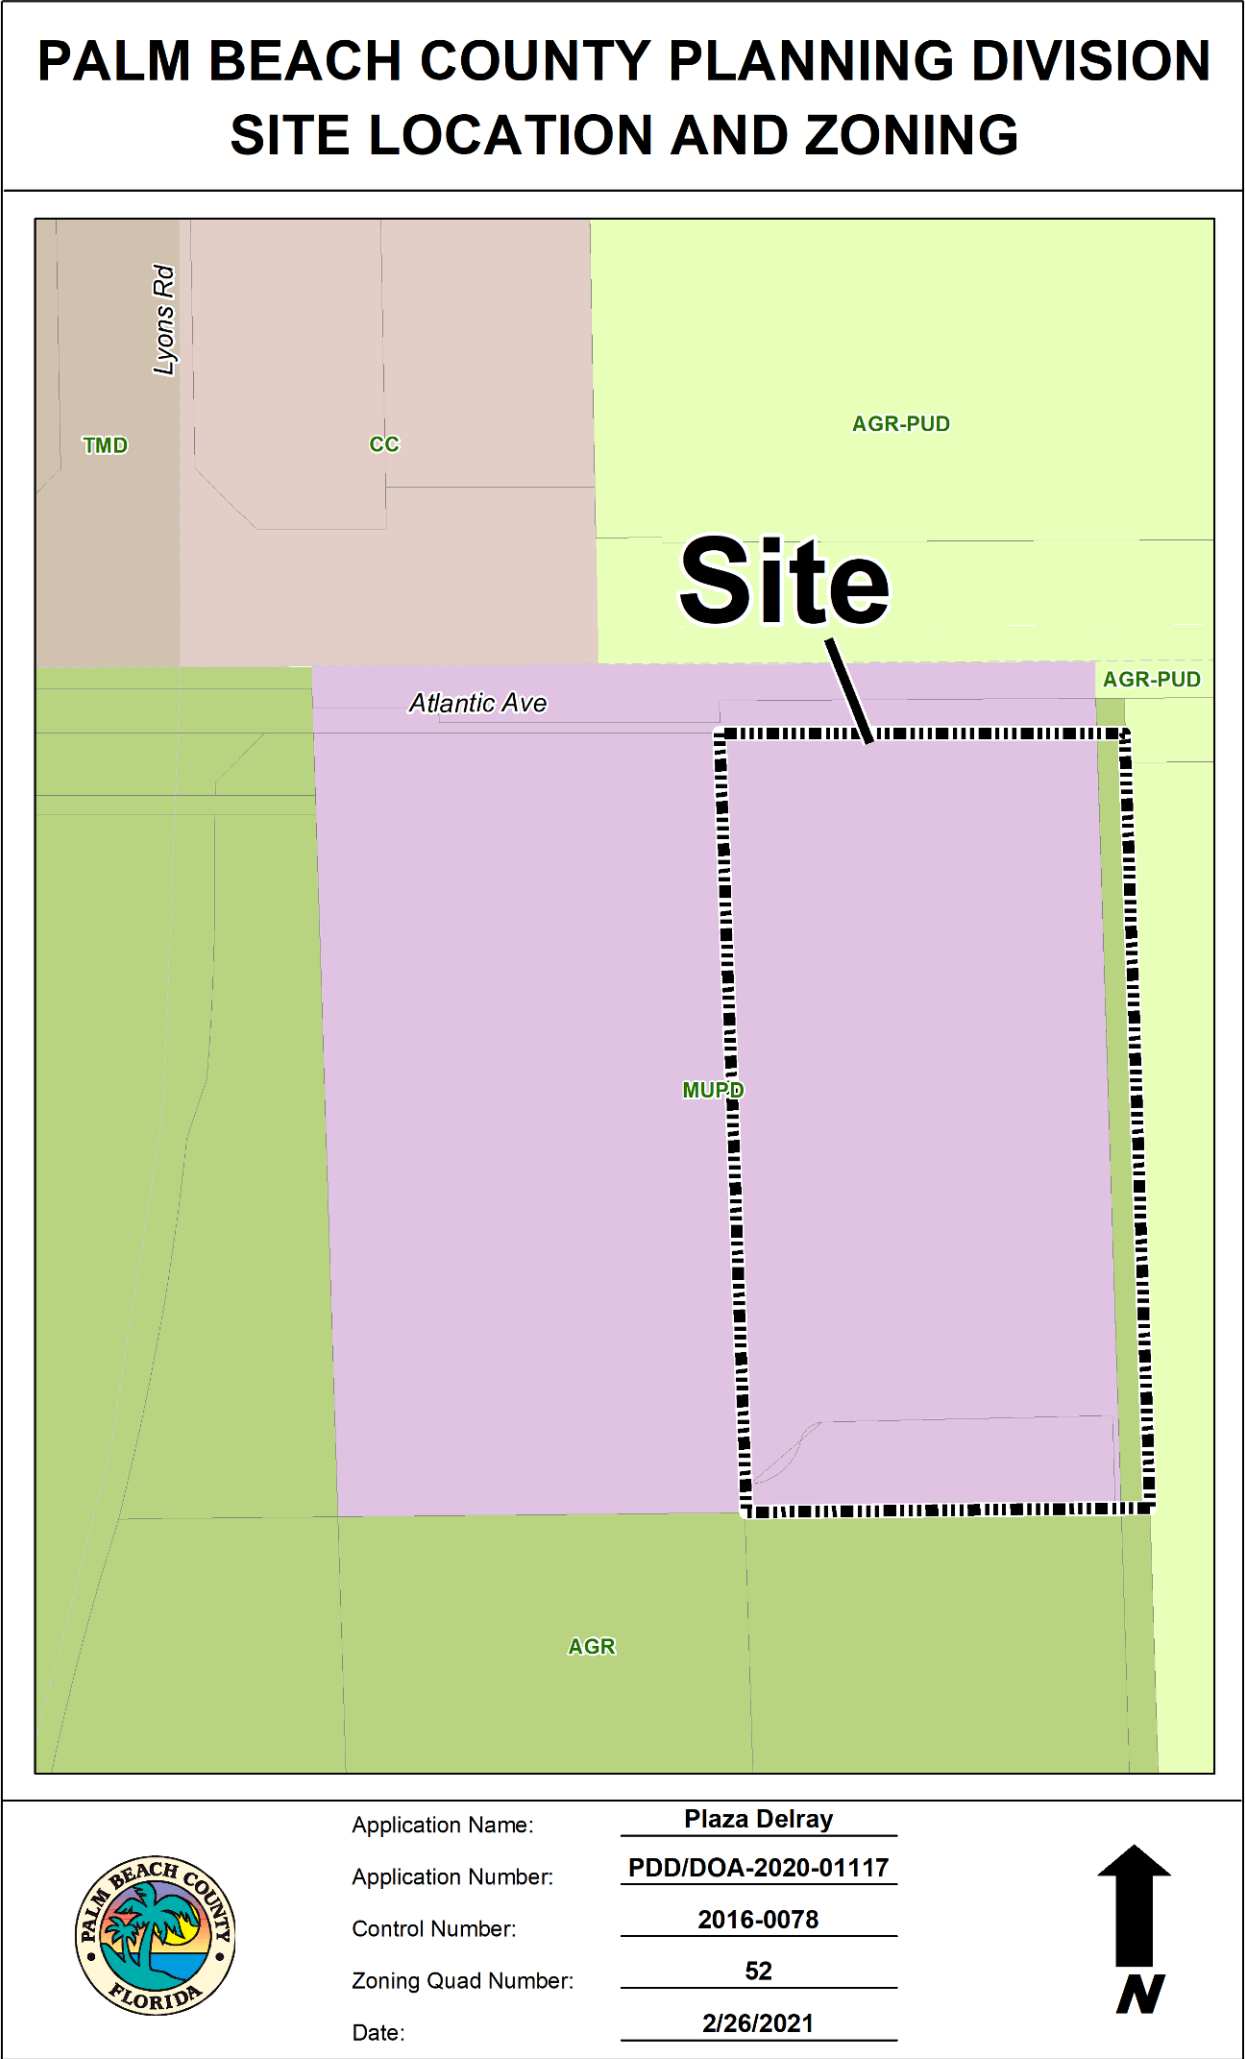 PALM BEACH COUNTY PLANNING DIVISION
SITE LOCATION AND ZONING
Lyons Rd
TMD
CC
AGR-PUD
Site
AGR-PUD
Atlantic Ave
MUPD
AGR
Application Name: Plaza Delray
Application Number: PDD/DOA-2020-01117
Control Number: 2016-0078
Zoning Quad Number: 52
Date: 2/26/2021
PALM BEACH COUNTY
FLORIDA
N